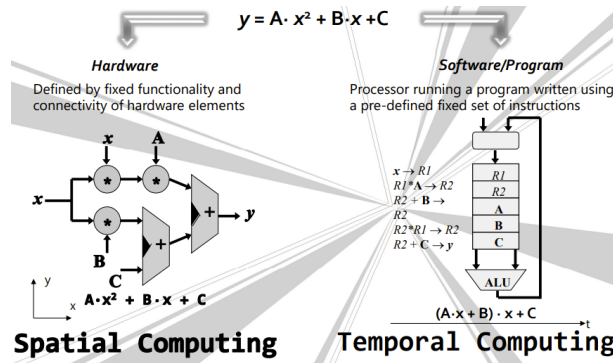 y = A· x² + B·x +C
Hardware
Defined by fixed functionality and
connectivity of hardware elements
x
A
x
*
*
*
+
+
y
B
C
y
x
A·x² + B·x + C
Spatial Computing
Software/Program
Processor running a program written using
a pre-defined fixed set of instructions
x → R1
R1*A → R2
R2 + B →
R2
R2*R1 → R2
R2 + C → y
R1
R2
A
B
C
ALU
(A·x + B) · x + C
t
Temporal Computing